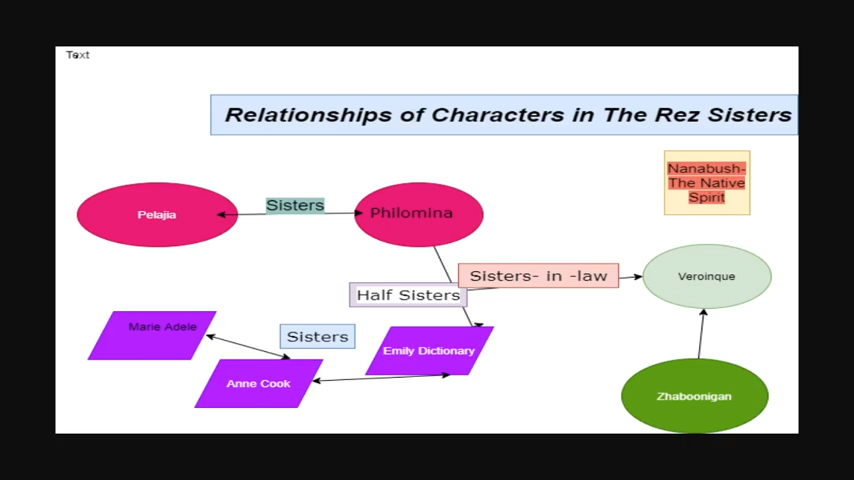 Text
Relationships of Characters in The Rez Sisters
Nanabush-
The Native
Spirit
Sisters
Pelajia
Philomina
Sisters- in -law
Veroinque
Half Sisters
Marie Adele
Sisters
Emily Dictionary
Anne Cook
Zhaboonigan